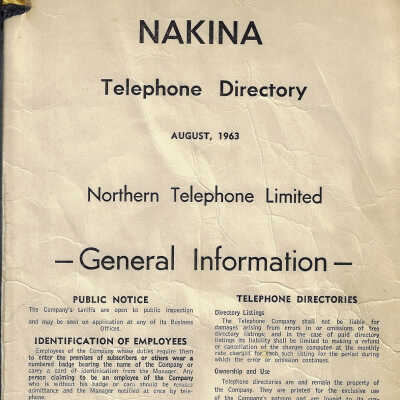 NAKINA
Telephone Directory
AUGUST, 1963
Northern Telephone Limited
— General Information —
PUBLIC NOTICE
The Company's tariffs are open to public inspection
and may be seen on application at any of its Business
Offices.
IDENTIFICATION OF EMPLOYEES
Employees of the Company whose duties require them
to enter the premises of subscribers or others wear a
numbered badge bearing the name of the Company or
carry a card of identification from the Manager. Any
person claiming to be an employee of the Company
who is without his badge or card should be refused
admittance and the Manager notified at once by tele-
phone.
TELEPHONE DIRECTORIES
Directory Listings
The Telephone Company shall not be liable for
damages arising from errors in or omissions of free
directory listings; and in the case of paid directory
listings its liability shall be limited to making a refund
or cancellation of the charges computed at the monthly
rate charged for such listing for the period during
which the error or omission continues.
Ownership and Use
Telephone directories are and remain the property of
the Company. They are printed for the exclusive use
of the Company's patrons and are loaned to its